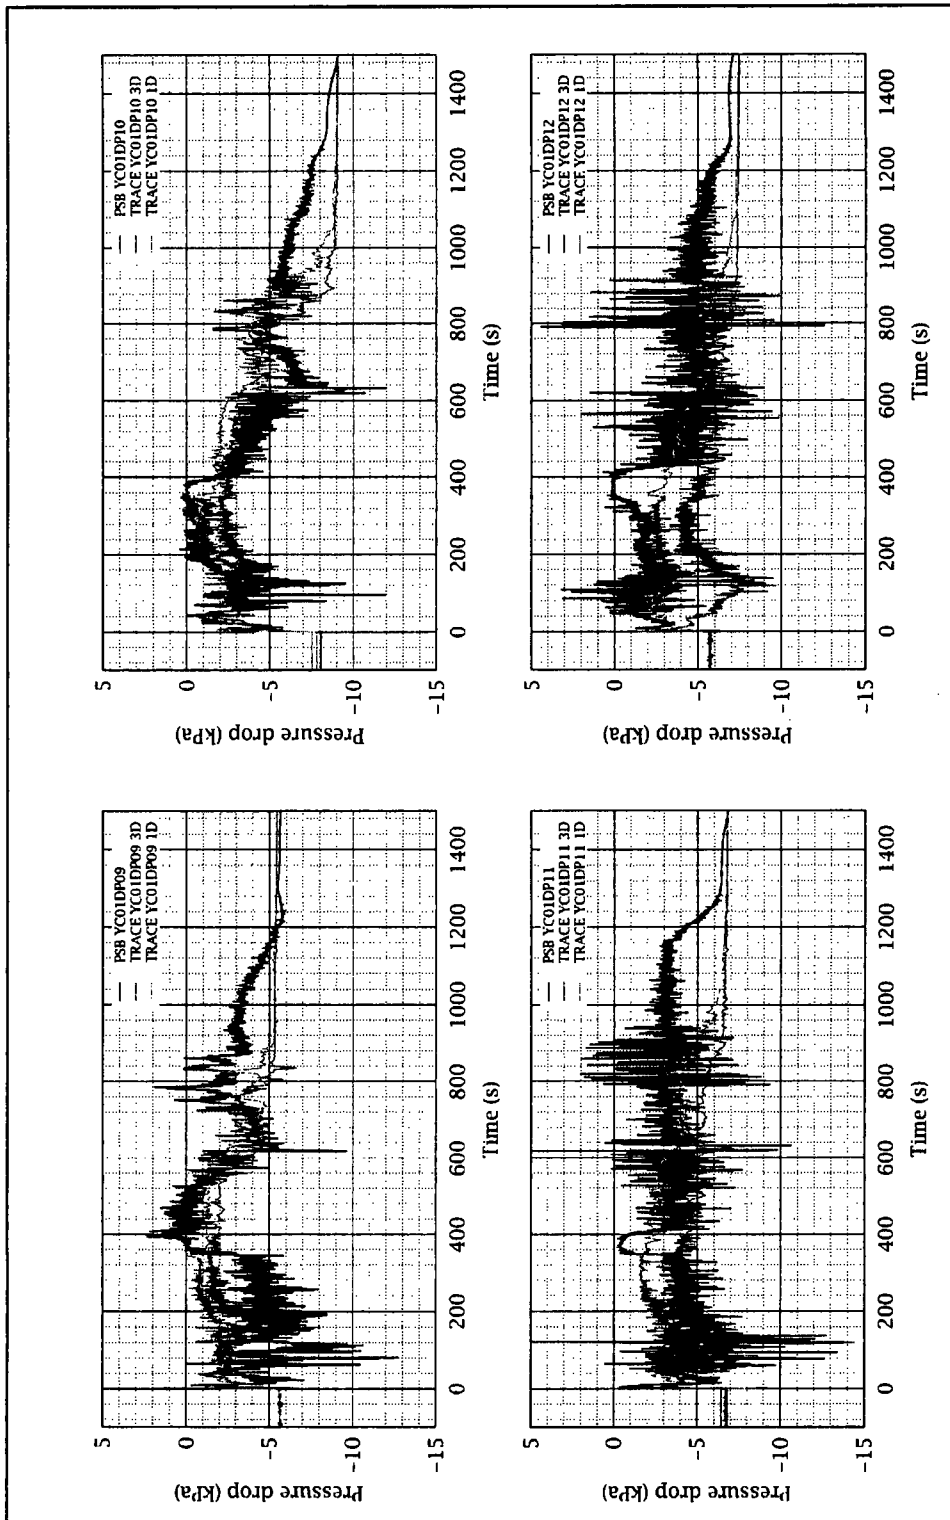 PSB YC01DP09
TRACE YC01DP09 3D
TRACE YC01DP09 1D
Pressure drop (kPa)
5
0
-5
-10
-15
0
200
400
600
800
1000
1200
1400
Time (s)
PSB YC01DP10
TRACE YC01DP10 3D
TRACE YC01DP10 1D
Pressure drop (kPa)
5
0
-5
-10
-15
0
200
400
600
800
1000
1200
1400
Time (s)
PSB YC01DP11
TRACE YC01DP11 3D
TRACE YC01DP11 1D
Pressure drop (kPa)
5
0
-5
-10
-15
0
200
400
600
800
1000
1200
1400
Time (s)
PSB YC01DP12
TRACE YC01DP12 3D
TRACE YC01DP12 1D
Pressure drop (kPa)
5
0
-5
-10
-15
0
200
400
600
800
1000
1200
1400
Time (s)